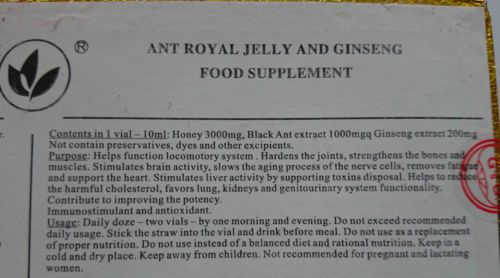 ®
ANT ROYAL JELLY AND GINSENG
FOOD SUPPLEMENT
Contents in 1 vial – 10ml: Honey 3000mg, Black Ant extract 1000mgq Ginseng extract 200mg
Not contain preservatives, dyes and other excipients.
Purpose: Helps function locomotory system . Hardens the joints, strengthens the bones and
muscles. Stimulates brain activity, slows the aging process of the nerve cells, removes fatigue
and support the heart. Stimulates liver activity by supporting toxins disposal. Helps to reduce
the harmful cholesterol, favors lung, kidneys and genitourinary system functionality.
Contribute to improving the potency.
Immunostimulant and antioxidant.
Usage: Daily doze – two vials – by one morning and evening. Do not exceed recommended
daily usage. Stick the straw into the vial and drink before meal. Do not use as a replacement
of proper nutrition. Do not use instead of a balanced diet and rational nutrition. Keep in a
cold and dry place. Keep away from children. Not recommended for pregnant and lactating
women.